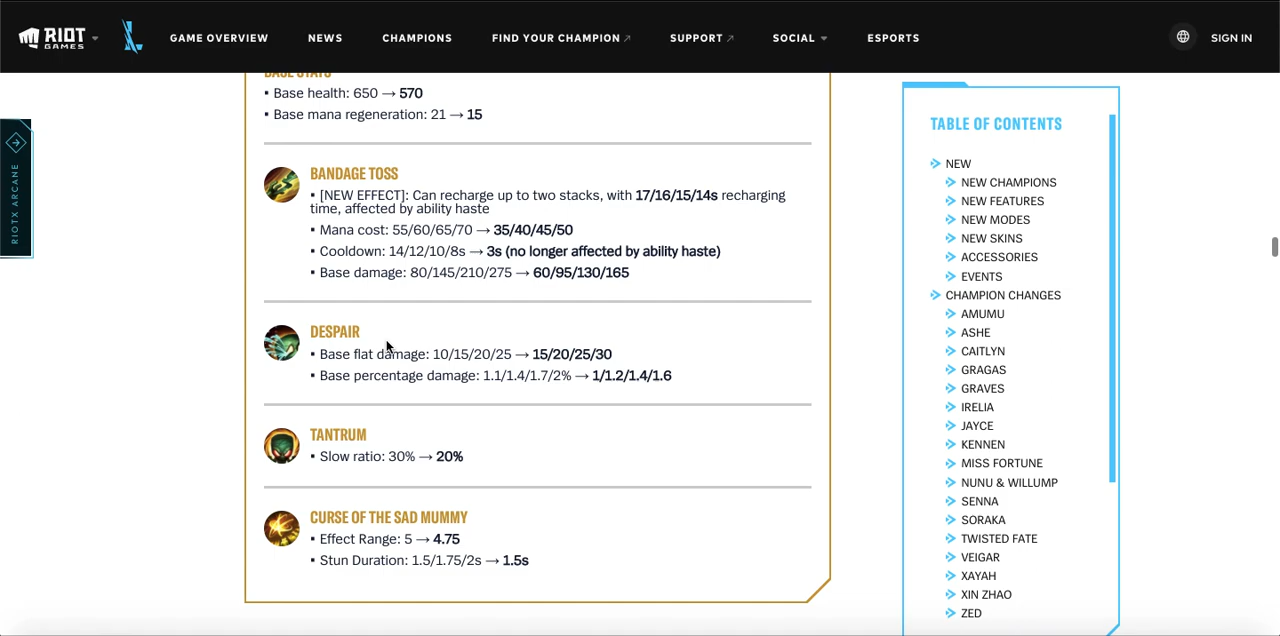 RIOT GAMES
GAME OVERVIEW
NEWS
CHAMPIONS
FIND YOUR CHAMPION
SUPPORT
SOCIAL
ESPORTS
SIGN IN
RIOTX ARCANE
BASE STATS
▪ Base health: 650 → 570
▪ Base mana regeneration: 21 → 15
BANDAGE TOSS
▪ [NEW EFFECT]: Can recharge up to two stacks, with 17/16/15/14s recharging
time, affected by ability haste
▪ Mana cost: 55/60/65/70 → 35/40/45/50
▪ Cooldown: 14/12/10/8s → 3s (no longer affected by ability haste)
▪ Base damage: 80/145/210/275 → 60/95/130/165
DESPAIR
▪ Base flat damage: 10/15/20/25 → 15/20/25/30
▪ Base percentage damage: 1.1/1.4/1.7/2% → 1/1.2/1.4/1.6
TANTRUM
▪ Slow ratio: 30% → 20%
CURSE OF THE SAD MUMMY
▪ Effect Range: 5 → 4.75
▪ Stun Duration: 1.5/1.75/2s → 1.5s
TABLE OF CONTENTS
NEW
NEW CHAMPIONS
NEW FEATURES
NEW MODES
NEW SKINS
ACCESSORIES
EVENTS
CHAMPION CHANGES
AMUMU
ASHE
CAITLYN
GRAGAS
GRAVES
IRELIA
JAYCE
KENNEN
MISS FORTUNE
NUNU & WILLUMP
SENNA
SORAKA
TWISTED FATE
VEIGAR
XAYAH
XIN ZHAO
ZED